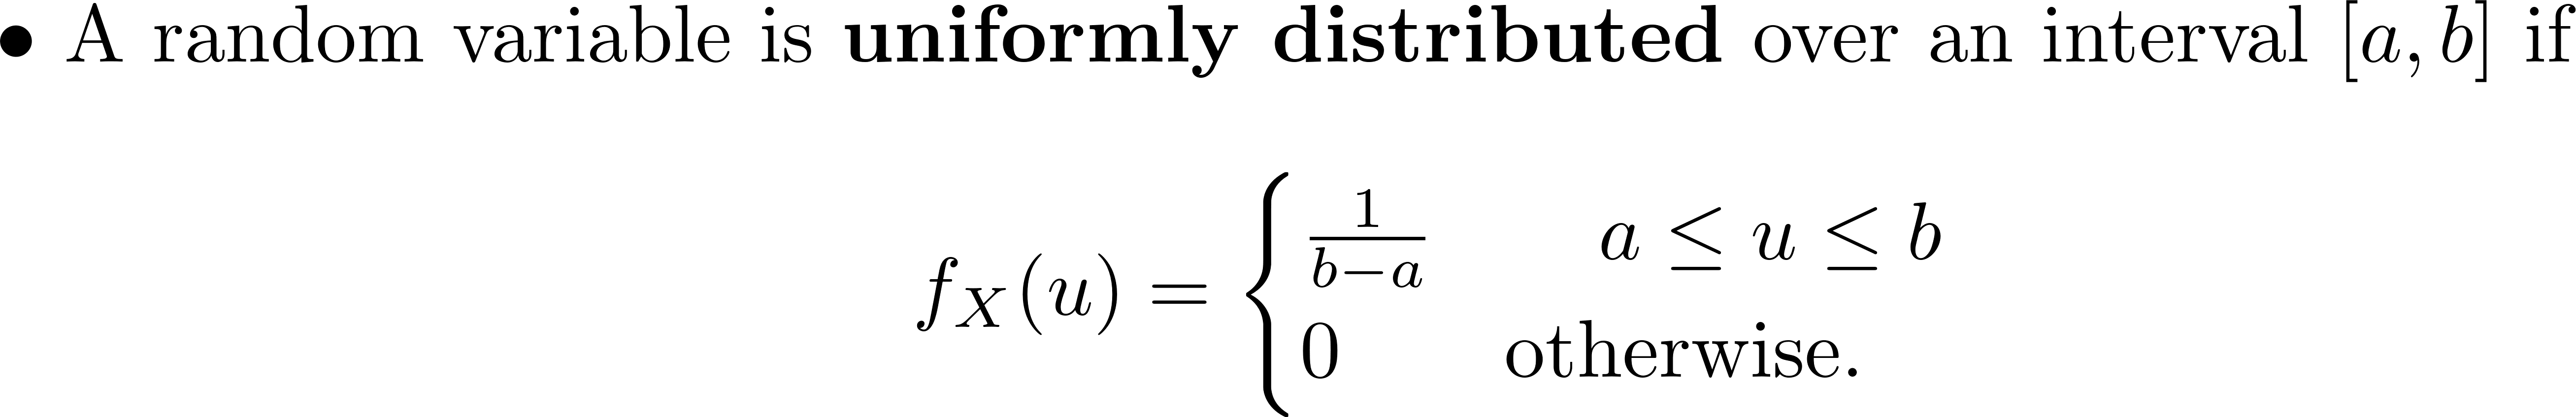 • A random variable is uniformly distributed over an interval [a, b] if
f_X(u) = { 1/(b−a)   a ≤ u ≤ b
0   otherwise.